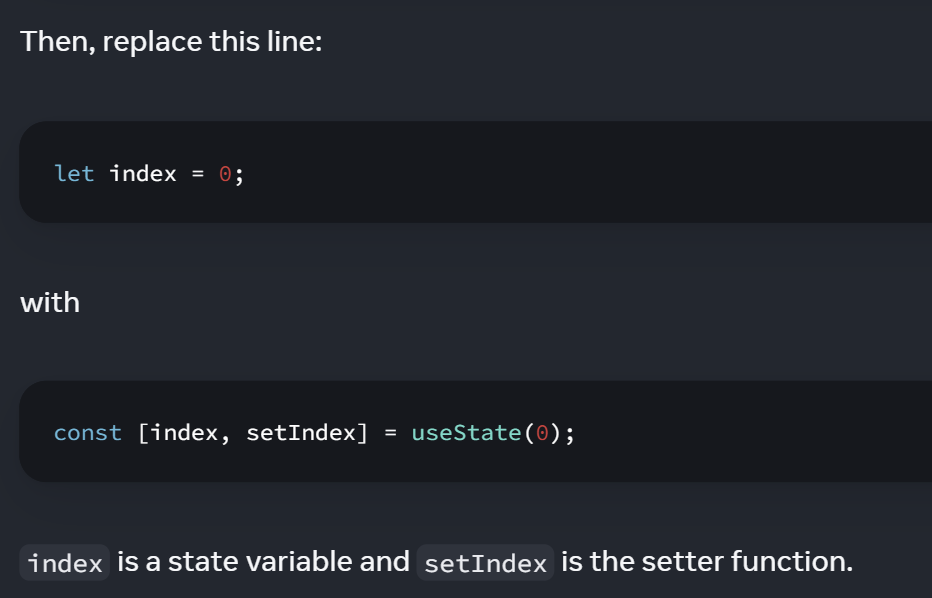 Then, replace this line:
let index = 0;
with
const [index, setIndex] = useState(0);
index is a state variable and setIndex is the setter function.